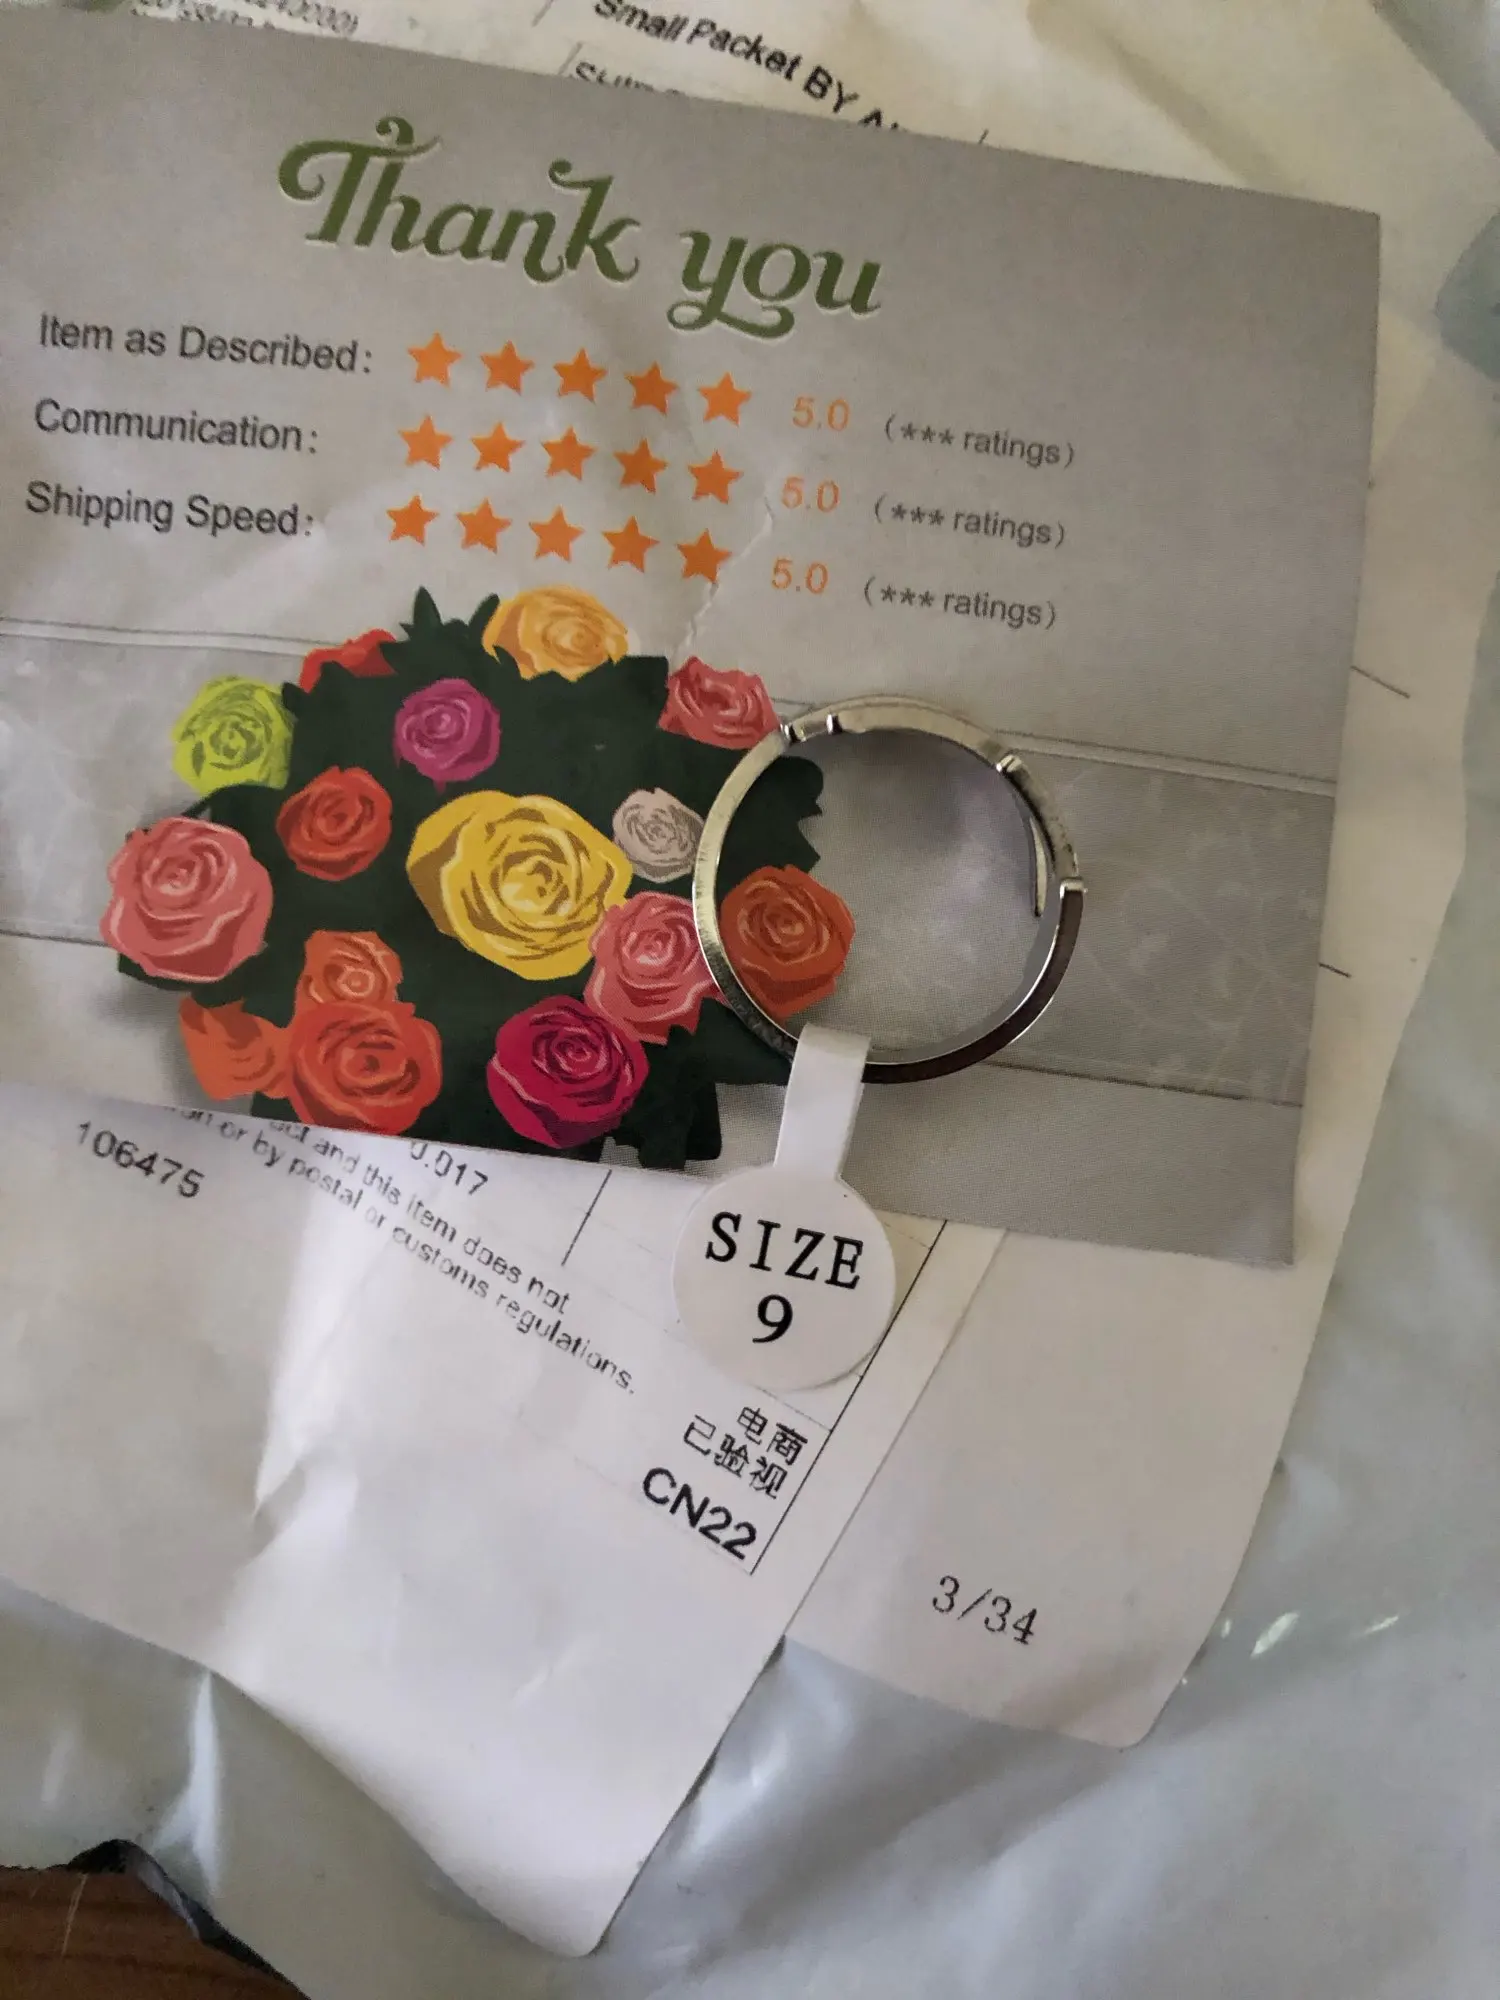 Small Packet BY
Thank you
Item as Described: 5.0 (*** ratings)
Communication: 5.0 (*** ratings)
Shipping Speed: 5.0 (*** ratings)
106475
0.017
and this item does not
or by postal or customs regulations.
SIZE
9
电商
已验视
CN22
3/34